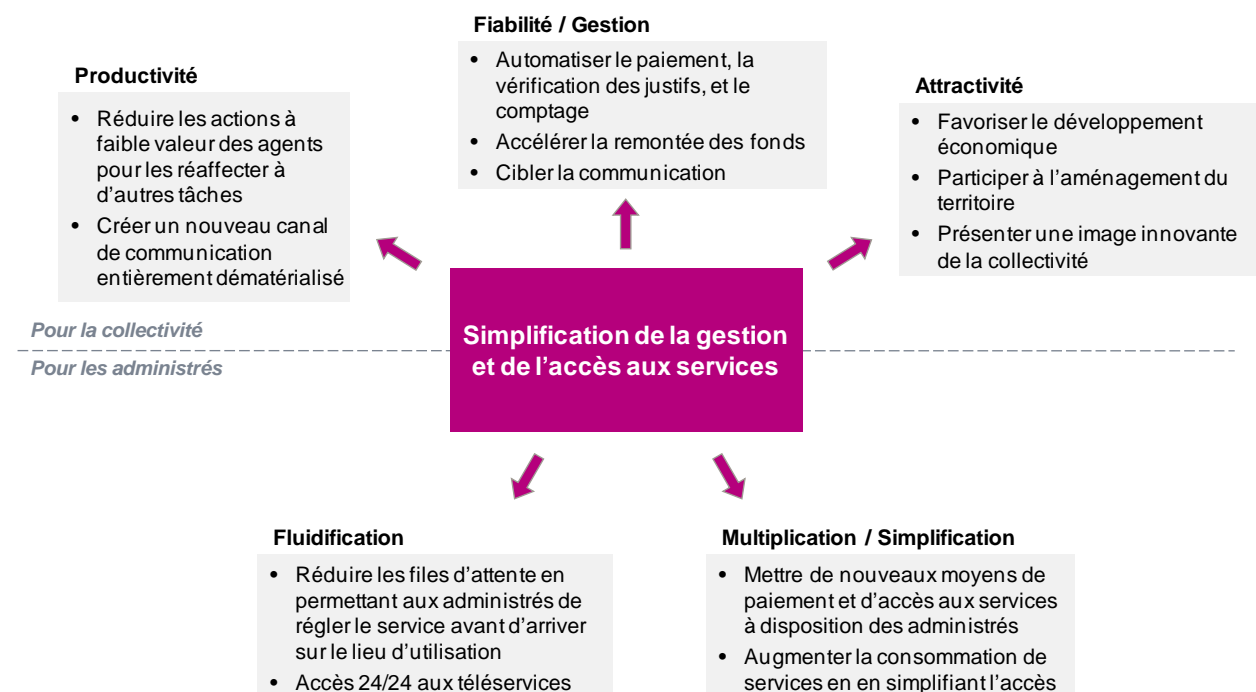 Fiabilité / Gestion
• Automatiser le paiement, la
vérification des justifs, et le
comptage
• Accélérer la remontée des fonds
• Cibler la communication
Productivité
• Réduire les actions à
faible valeur des agents
pour les réaffecter à
d’autres tâches
• Créer un nouveau canal
de communication
entièrement dématérialisé
Attractivité
• Favoriser le développement
économique
• Participer à l’aménagement du
territoire
• Présenter une image innovante
de la collectivité
Pour la collectivité
Pour les administrés
Simplification de la gestion
et de l’accès aux services
Fluidification
• Réduire les files d’attente en
permettant aux administrés de
régler le service avant d’arriver
sur le lieu d’utilisation
• Accès 24/24 aux téléservices
Multiplication / Simplification
• Mettre de nouveaux moyens de
paiement et d’accès aux services
à disposition des administrés
• Augmenter la consommation de
services en en simplifiant l’accès